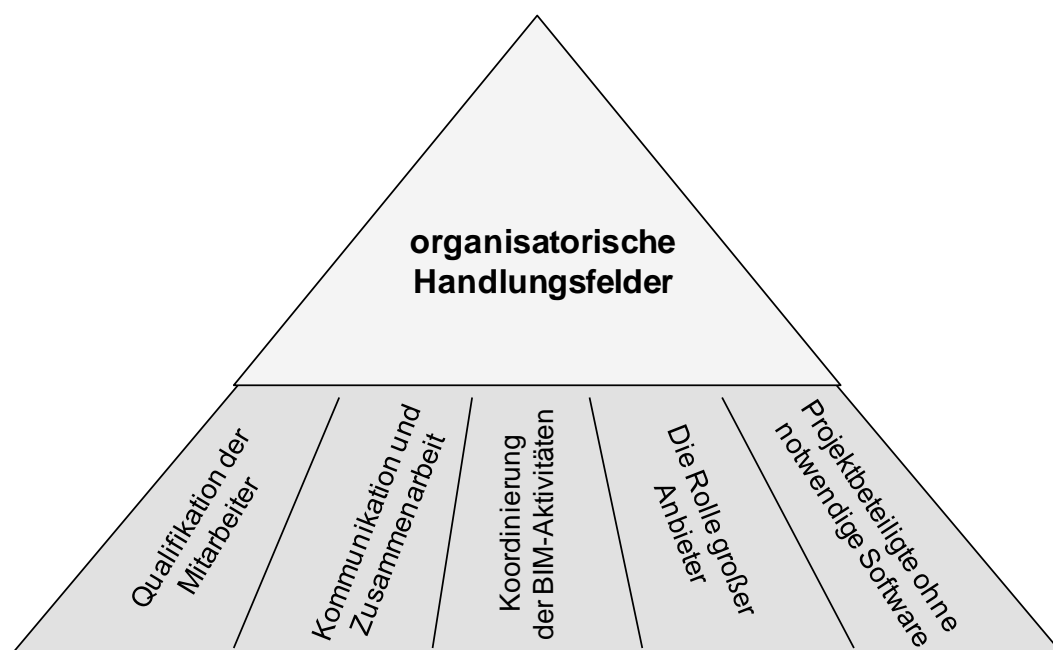 organisatorische
Handlungsfelder
Qualifikation der
Mitarbeiter
Kommunikation und
Zusammenarbeit
Koordinierung
der BIM-Aktivitäten
Die Rolle großer
Anbieter
Projektbeteiligte ohne
notwendige Software